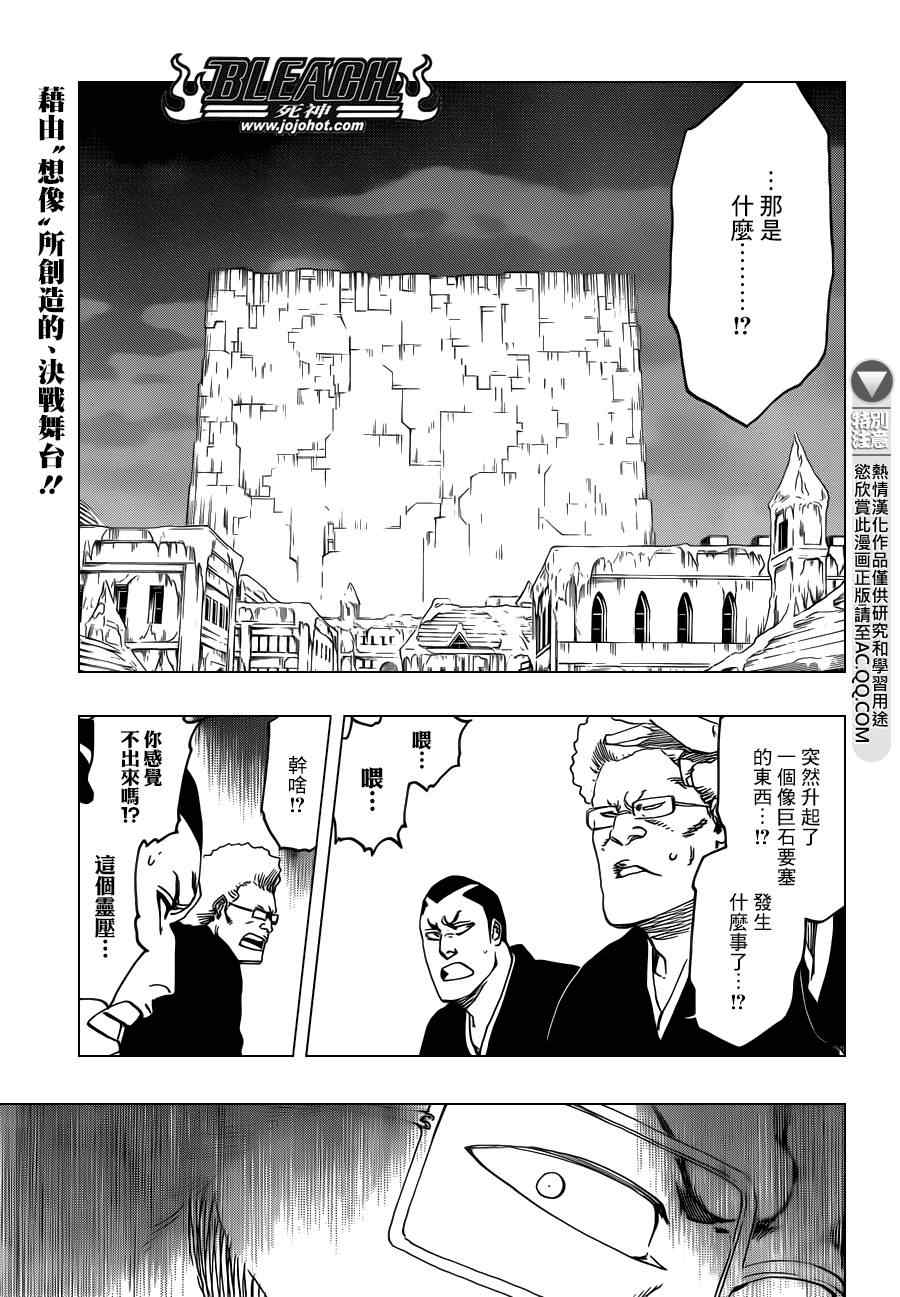 BLEACH
死神
www.jojohot.com
…那是
什麼…………!?
藉由”想像“所創造的、決戰舞台!!
特別
注意
熱情漢化作品僅供研究和學習用途
慾欣賞此漫画正版請至AC.QQ.COM
突然升起了
一個像巨石要塞
的東西…!?
發生
什麼事了…!?
喂…
喂…
幹啥!?
你感覺
不出來嗎!?
這個靈壓…